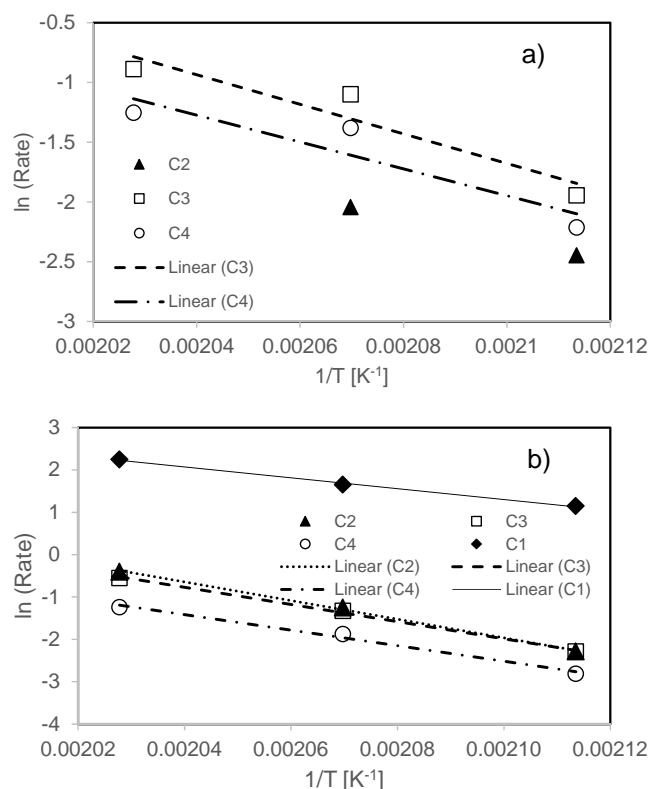 -0.5
a)
-1
-1.5
-2
-2.5
-3
ln (Rate)
C2
C3
C4
Linear (C3)
Linear (C4)
0.00202 0.00204 0.00206 0.00208 0.0021 0.00212
1/T [K⁻¹]
3
b)
2
1
0
-1
-2
-3
-4
ln (Rate)
C2 C3
C4 C1
Linear (C2) Linear (C3)
Linear (C4) Linear (C1)
0.00202 0.00204 0.00206 0.00208 0.00210 0.00212
1/T [K⁻¹]